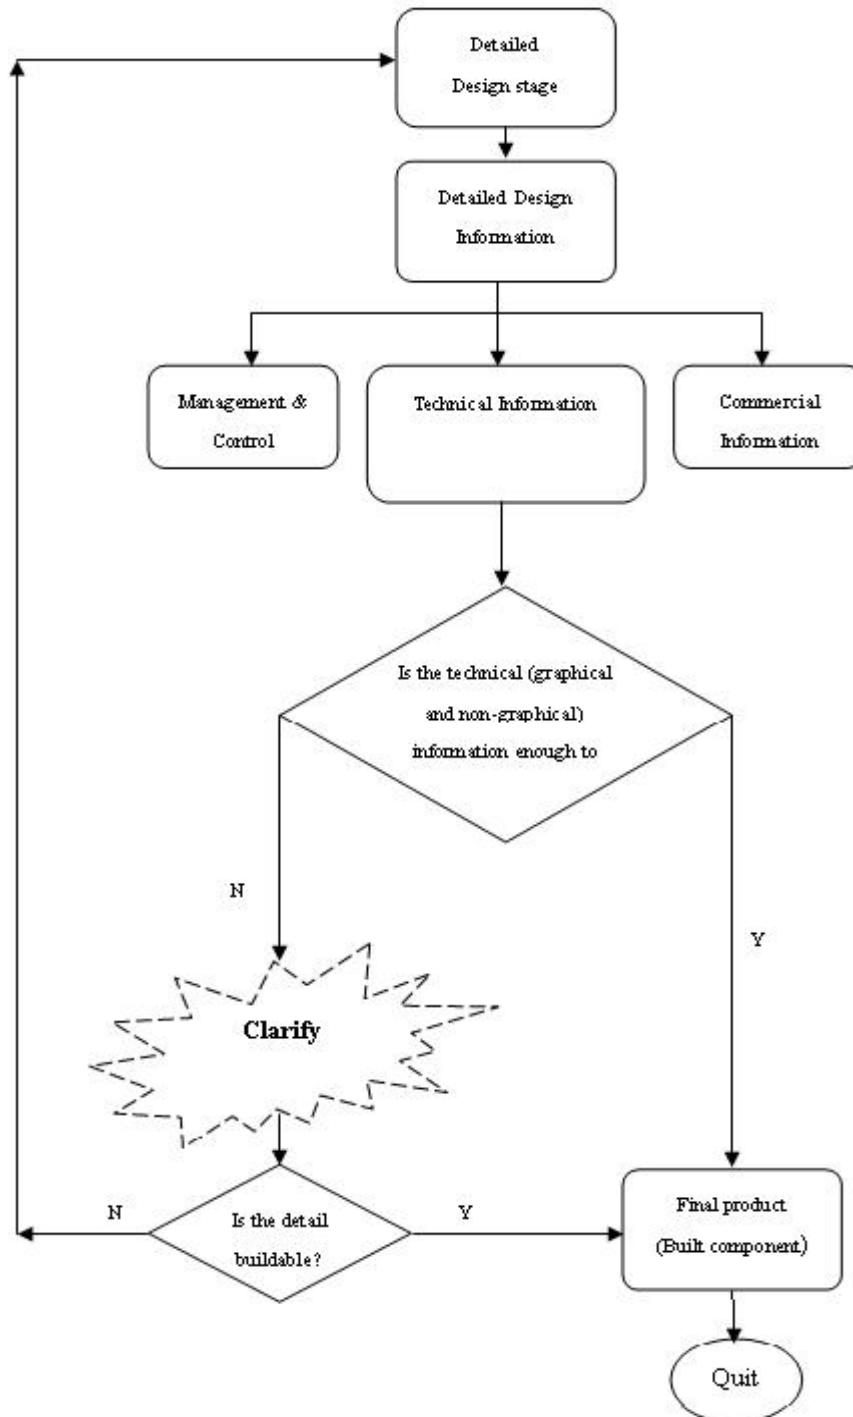 Detailed
Design stage
Detailed Design
Information
Management &
Control
Technical Information
Commercial
Information
Is the technical (graphical
and non-graphical)
information enough to
N
Y
Clarify
N
Is the detail
buildable?
Y
Final product
(Built component)
Quit